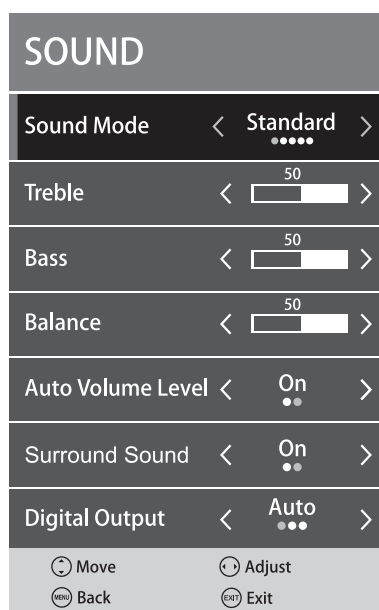 SOUND
Sound Mode < Standard >
Treble < 50 >
Bass < 50 >
Balance < 50 >
Auto Volume Level < On >
Surround Sound < On >
Digital Output < Auto >
Move Adjust
MENU Back EXIT Exit